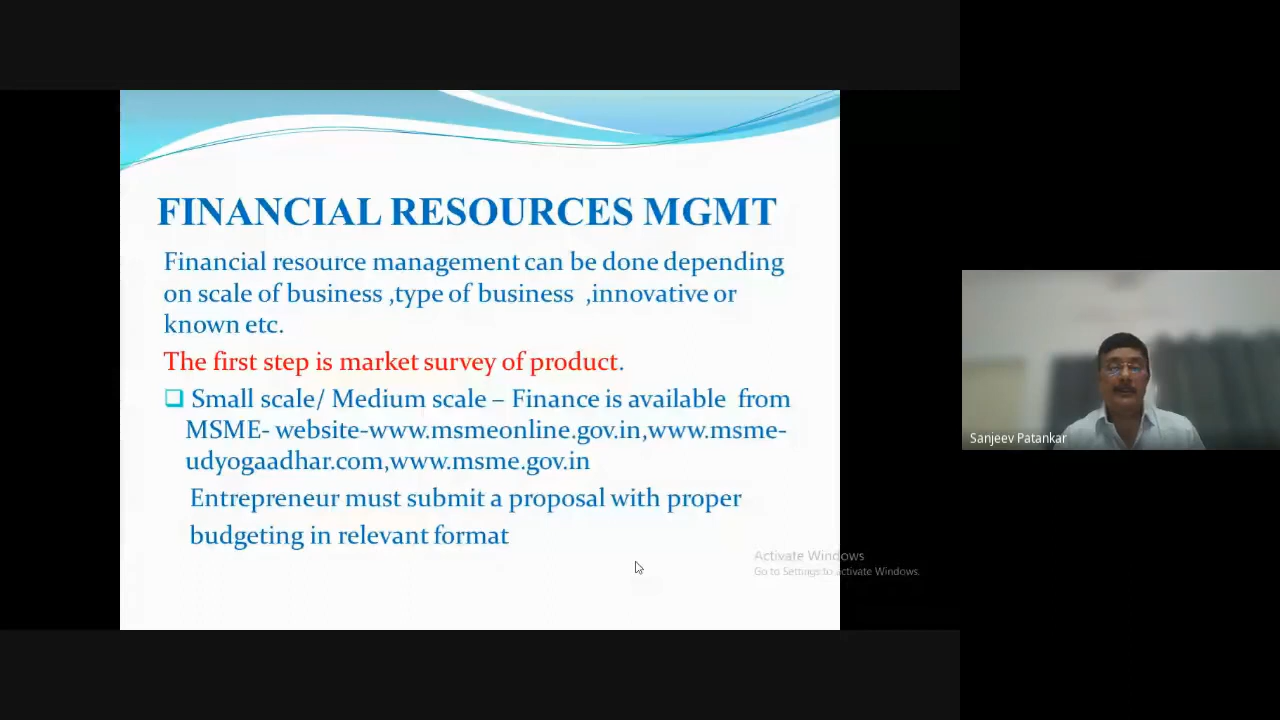 FINANCIAL RESOURCES MGMT
Financial resource management can be done depending
on scale of business ,type of business ,innovative or
known etc.
The first step is market survey of product.
Small scale/ Medium scale – Finance is available from
MSME- website-www.msmeonline.gov.in,www.msme-
udyogaadhar.com,www.msme.gov.in
Entrepreneur must submit a proposal with proper
budgeting in relevant format
Activate Windows
Go to Settings to activate Windows.
Sanjeev Patankar